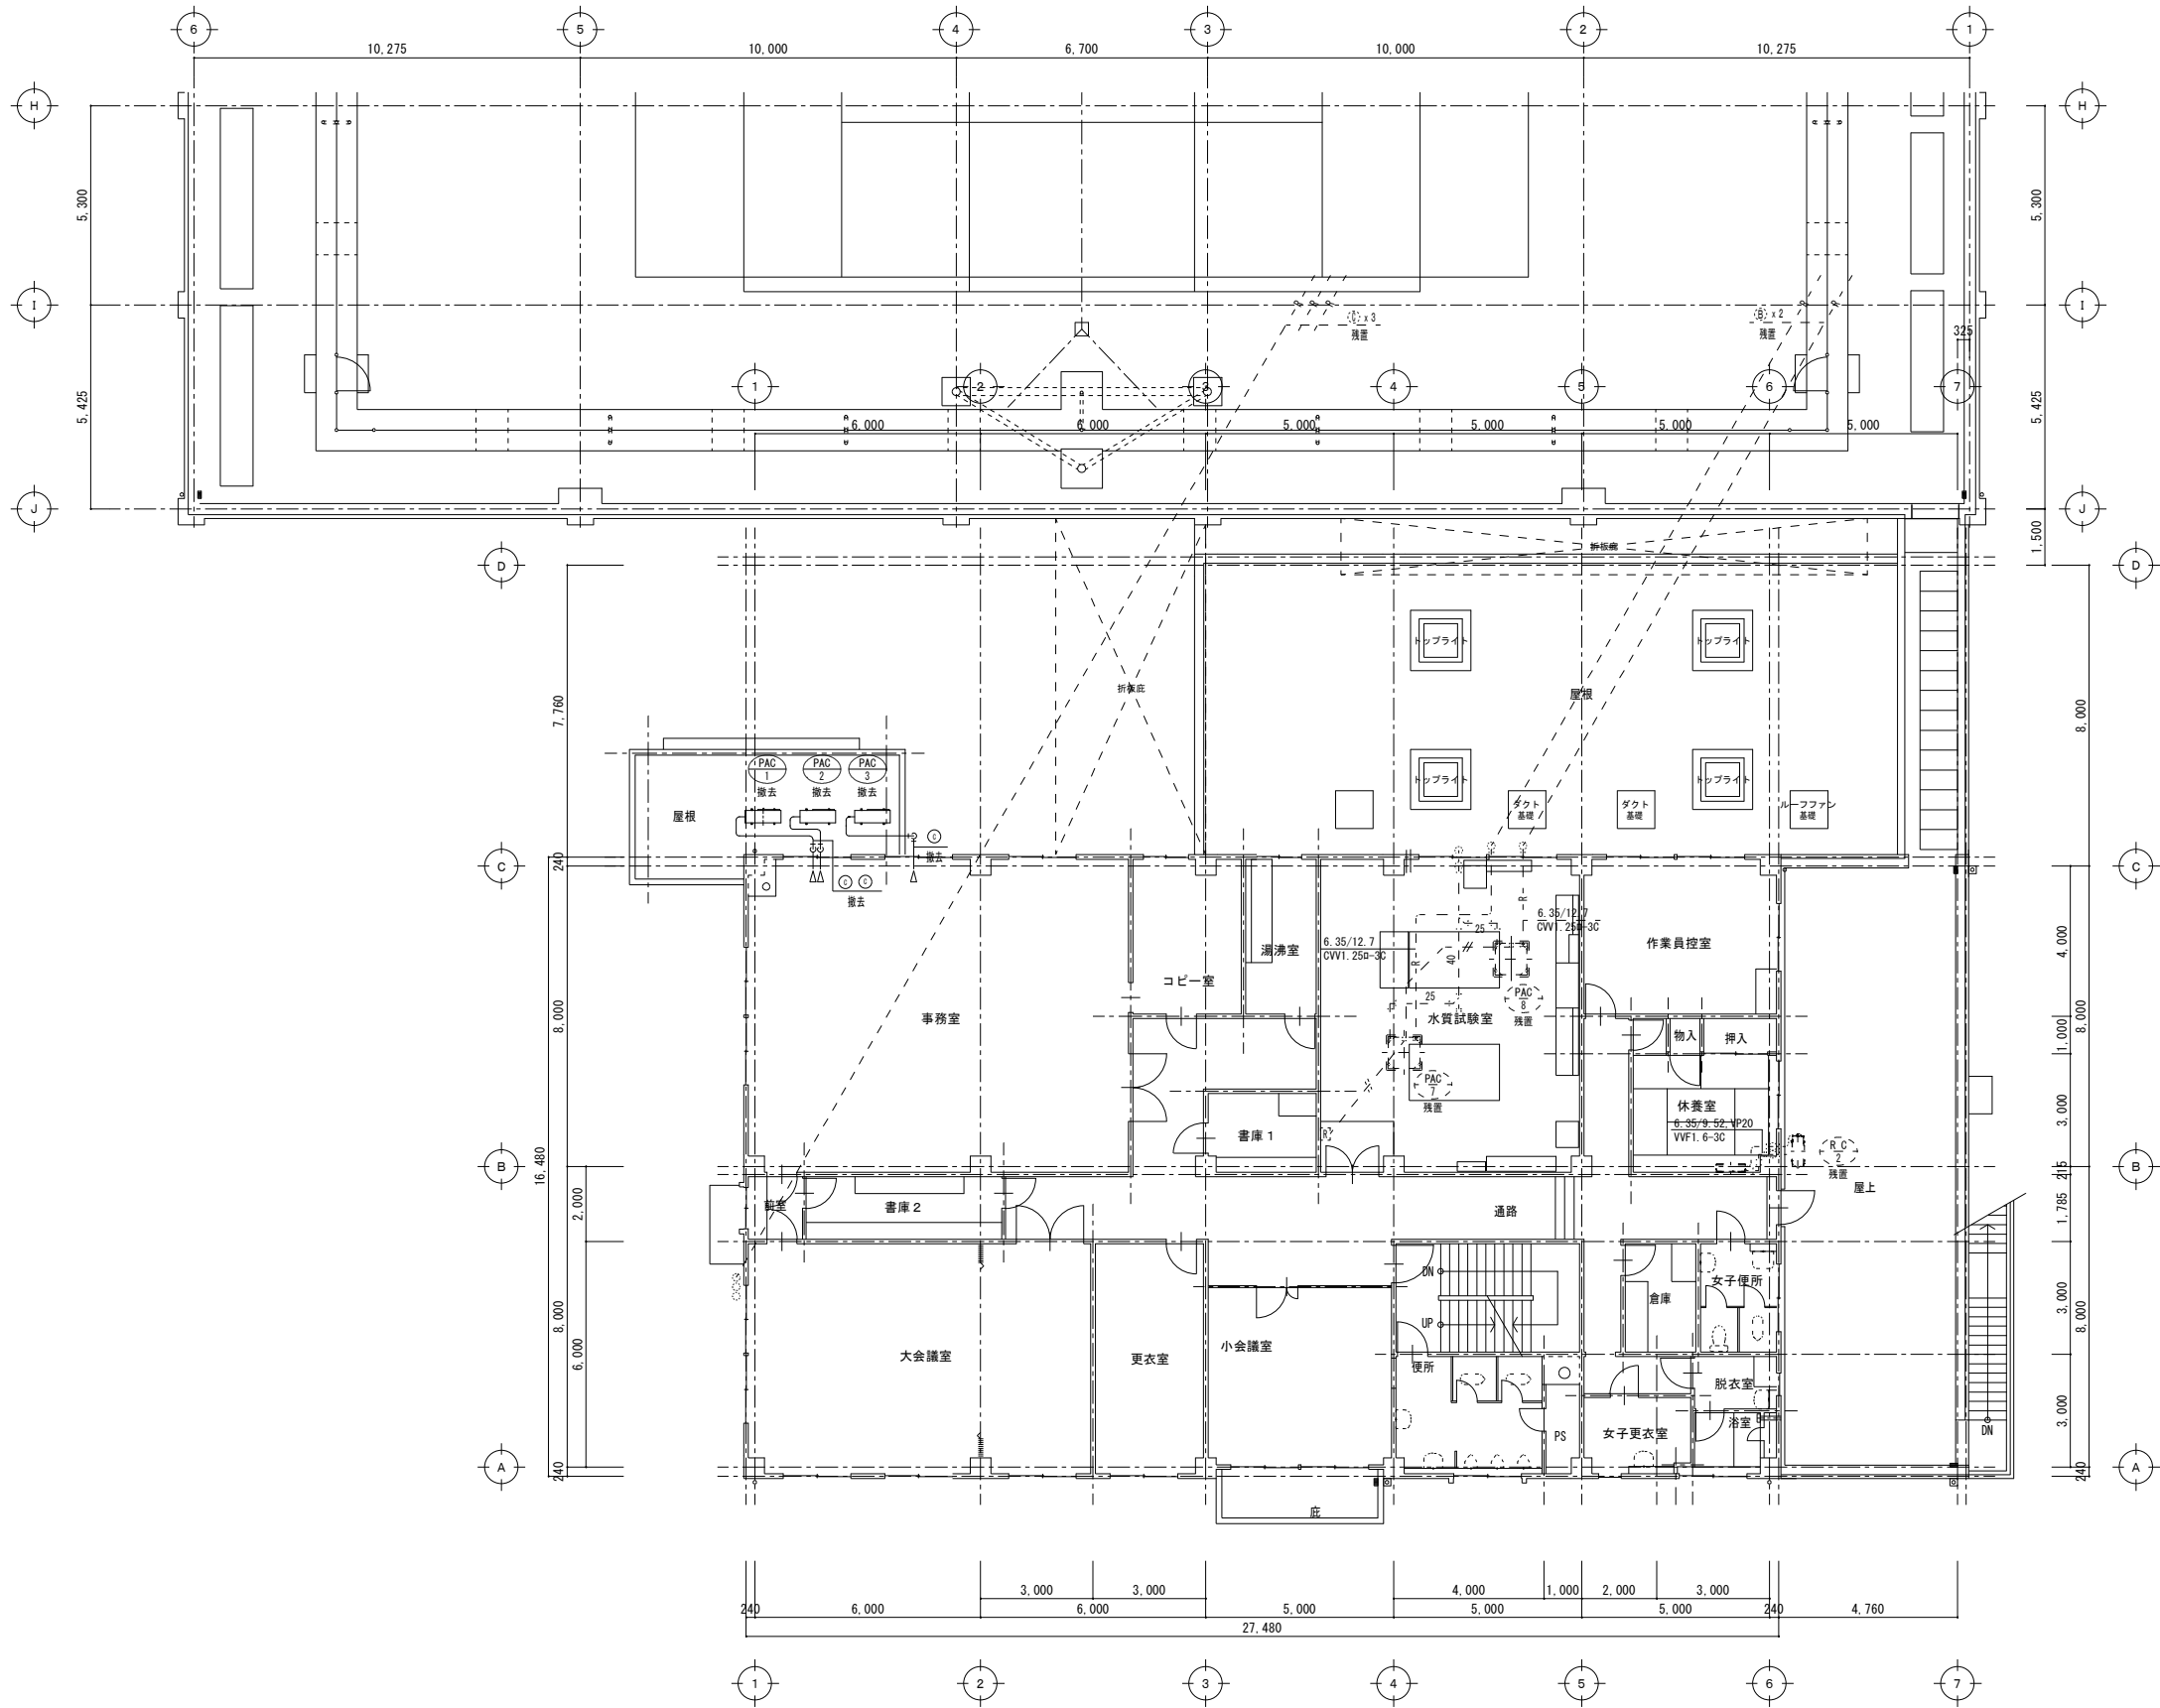 6 5 4 3 2 1
10,275 10,000 6,700 10,000 10,275
H H
5,300 5,300
I I
C x 3
残置
B x 2
残置
325
1 2 3 4 5 6 7
5,425 5,425
6,000 6,000 5,000 5,000 5,000 5,000
J J
1,500
折板庇
D D
トップライト トップライト
折板庇
屋根
7,760 8,000
PAC 1 PAC 2 PAC 3
撤去 撤去 撤去
トップライト トップライト
屋根
ダクト基礎 ダクト基礎 ルーフファン基礎
C
撤去
C C
240
C C
撤去
6.35/12.7
CVV1.25□-3C
25
6.35/12.7
CVV1.25□-3C
作業員控室
湯沸室
コピー室
R R
40
4,000
25
PAC 8
残置
事務室
水質試験室
8,000
物入 押入
1,000
8,000
PAC 7
残置
休養室
6.35/9.52,VP20
VVF1.6-3C
3,000
書庫1
R
RC 2
残置
B B
16,480
215
屋上
前室
書庫2
通路
2,000
1,785
DN
女子便所
倉庫
UP
3,000
8,000
8,000
6,000
大会議室
更衣室
小会議室
便所
脱衣室
浴室
女子更衣室
PS
3,000
DN
A A
240 240
庇
3,000 3,000 4,000 1,000 2,000 3,000
240 6,000 6,000 5,000 5,000 5,000 240 4,760
27,480
1 2 3 4 5 6 7